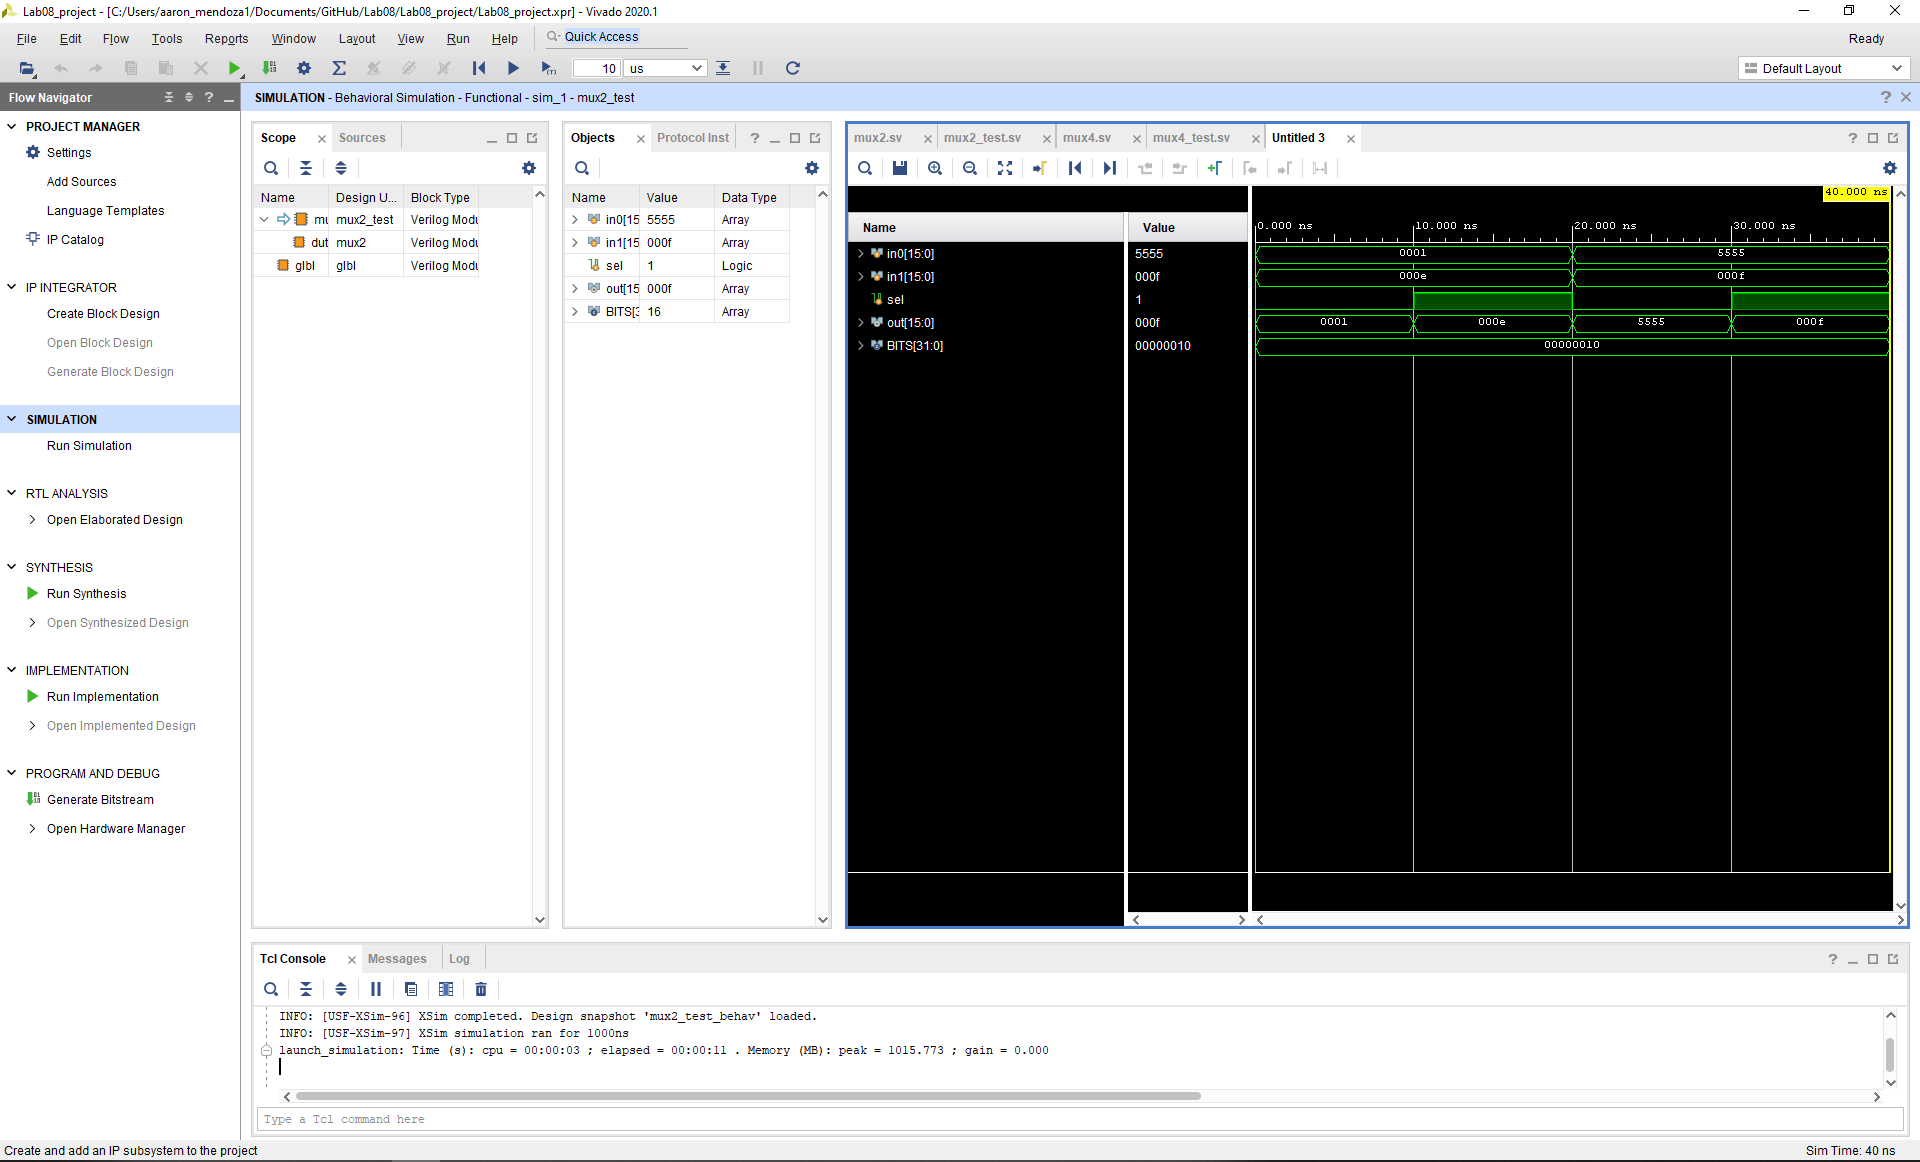 Lab08_project - [C:/Users/aaron_mendoza1/Documents/GitHub/Lab08/Lab08_project/Lab08_project.xpr] - Vivado 2020.1
File Edit Flow Tools Reports Window Layout View Run Help Quick Access Ready
10 us Default Layout
Flow Navigator
PROJECT MANAGER
Settings
Add Sources
Language Templates
IP Catalog
IP INTEGRATOR
Create Block Design
Open Block Design
Generate Block Design
SIMULATION
Run Simulation
RTL ANALYSIS
Open Elaborated Design
SYNTHESIS
Run Synthesis
Open Synthesized Design
IMPLEMENTATION
Run Implementation
Open Implemented Design
PROGRAM AND DEBUG
Generate Bitstream
Open Hardware Manager
SIMULATION - Behavioral Simulation - Functional - sim_1 - mux2_test
Scope Sources
Name Design U... Block Type
mu mux2_test Verilog Modu
dut mux2 Verilog Modu
glbl glbl Verilog Modu
Objects Protocol Inst
Name Value Data Type
in0[15 5555 Array
in1[15 000f Array
sel 1 Logic
out[15 000f Array
BITS[3 16 Array
mux2.sv mux2_test.sv mux4.sv mux4_test.sv Untitled 3
40.000 ns
Name Value 0.000 ns 10.000 ns 20.000 ns 30.000 ns
in0[15:0] 5555 0001 5555
in1[15:0] 000f 000e 000f
sel 1
out[15:0] 000f 0001 000e 5555 000f
BITS[31:0] 00000010 00000010
Tcl Console Messages Log
INFO: [USF-XSim-96] XSim completed. Design snapshot 'mux2_test_behav' loaded.
INFO: [USF-XSim-97] XSim simulation ran for 1000ns
launch_simulation: Time (s): cpu = 00:00:03 ; elapsed = 00:00:11 . Memory (MB): peak = 1015.773 ; gain = 0.000
Type a Tcl command here
Create and add an IP subsystem to the project Sim Time: 40 ns